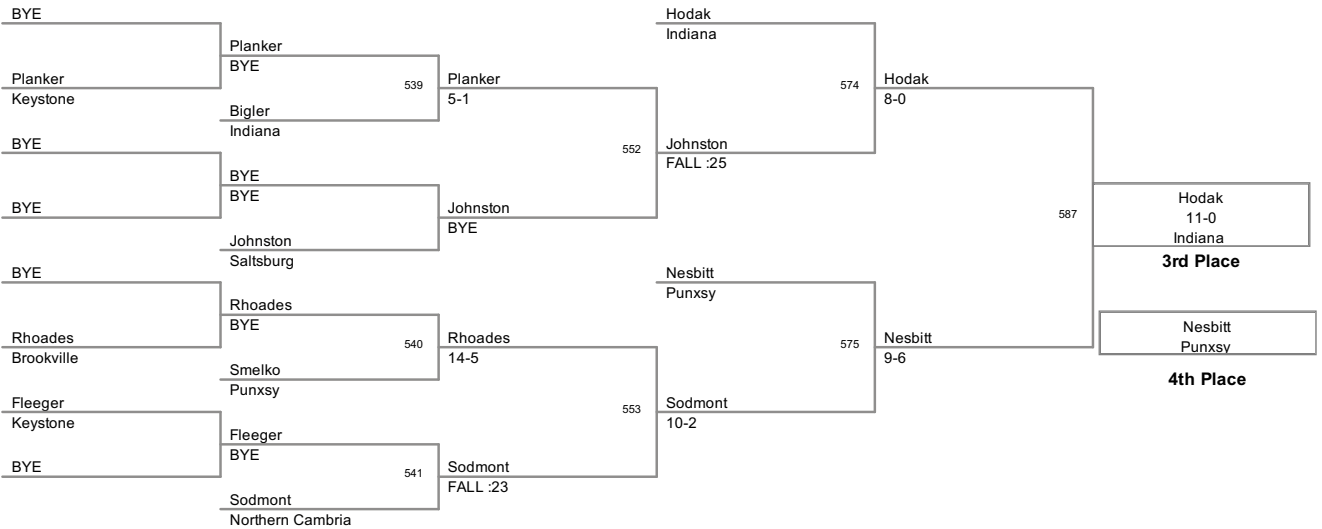 BYE
Planker
BYE
Planker
Keystone
539
Planker
5-1
Bigler
Indiana
BYE
552
Johnston
FALL :25
BYE
BYE
BYE
Johnston
BYE
Johnston
Saltsburg
Hodak
Indiana
574
Hodak
8-0
BYE
Rhoades
BYE
Rhoades
Brookville
540
Rhoades
14-5
Smelko
Punxsy
Fleeger
Keystone
553
Sodmont
10-2
Fleeger
BYE
BYE
541
Sodmont
FALL :23
Sodmont
Northern Cambria
Nesbitt
Punxsy
575
Nesbitt
9-6
587
Hodak
11-0
Indiana
3rd Place
Nesbitt
Punxsy
4th Place